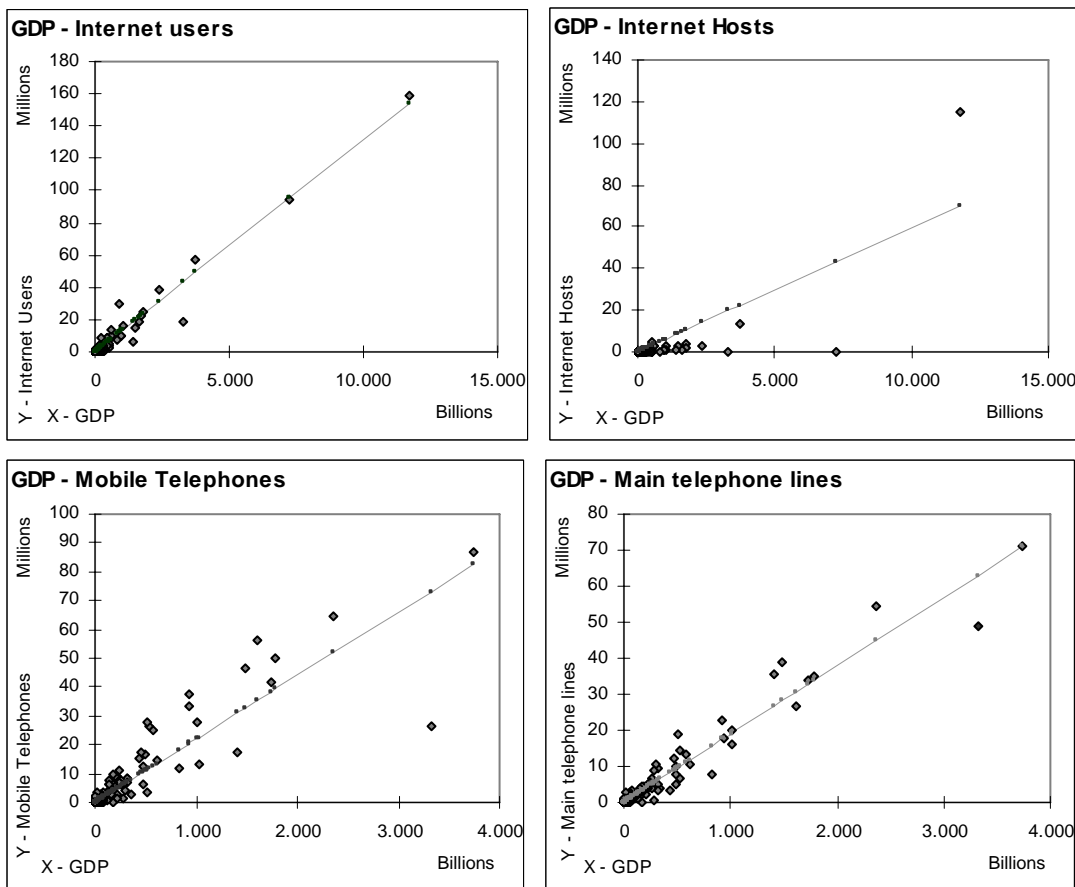 GDP - Internet users
Millions
180
160
140
120
100
80
60
40
20
0
Y - Internet Users
0 5.000 10.000 15.000
X - GDP
Billions
GDP - Internet Hosts
Millions
140
120
100
80
60
40
20
0
Y - Internet Hosts
0 5.000 10.000 15.000
X - GDP
Billions
GDP - Mobile Telephones
Millions
100
90
80
70
60
50
40
30
20
10
0
Y - Mobile Telephones
0 1.000 2.000 3.000 4.000
X - GDP
Billions
GDP - Main telephone lines
Millions
80
70
60
50
40
30
20
10
0
Y - Main telephone lines
0 1.000 2.000 3.000 4.000
X - GDP
Billions